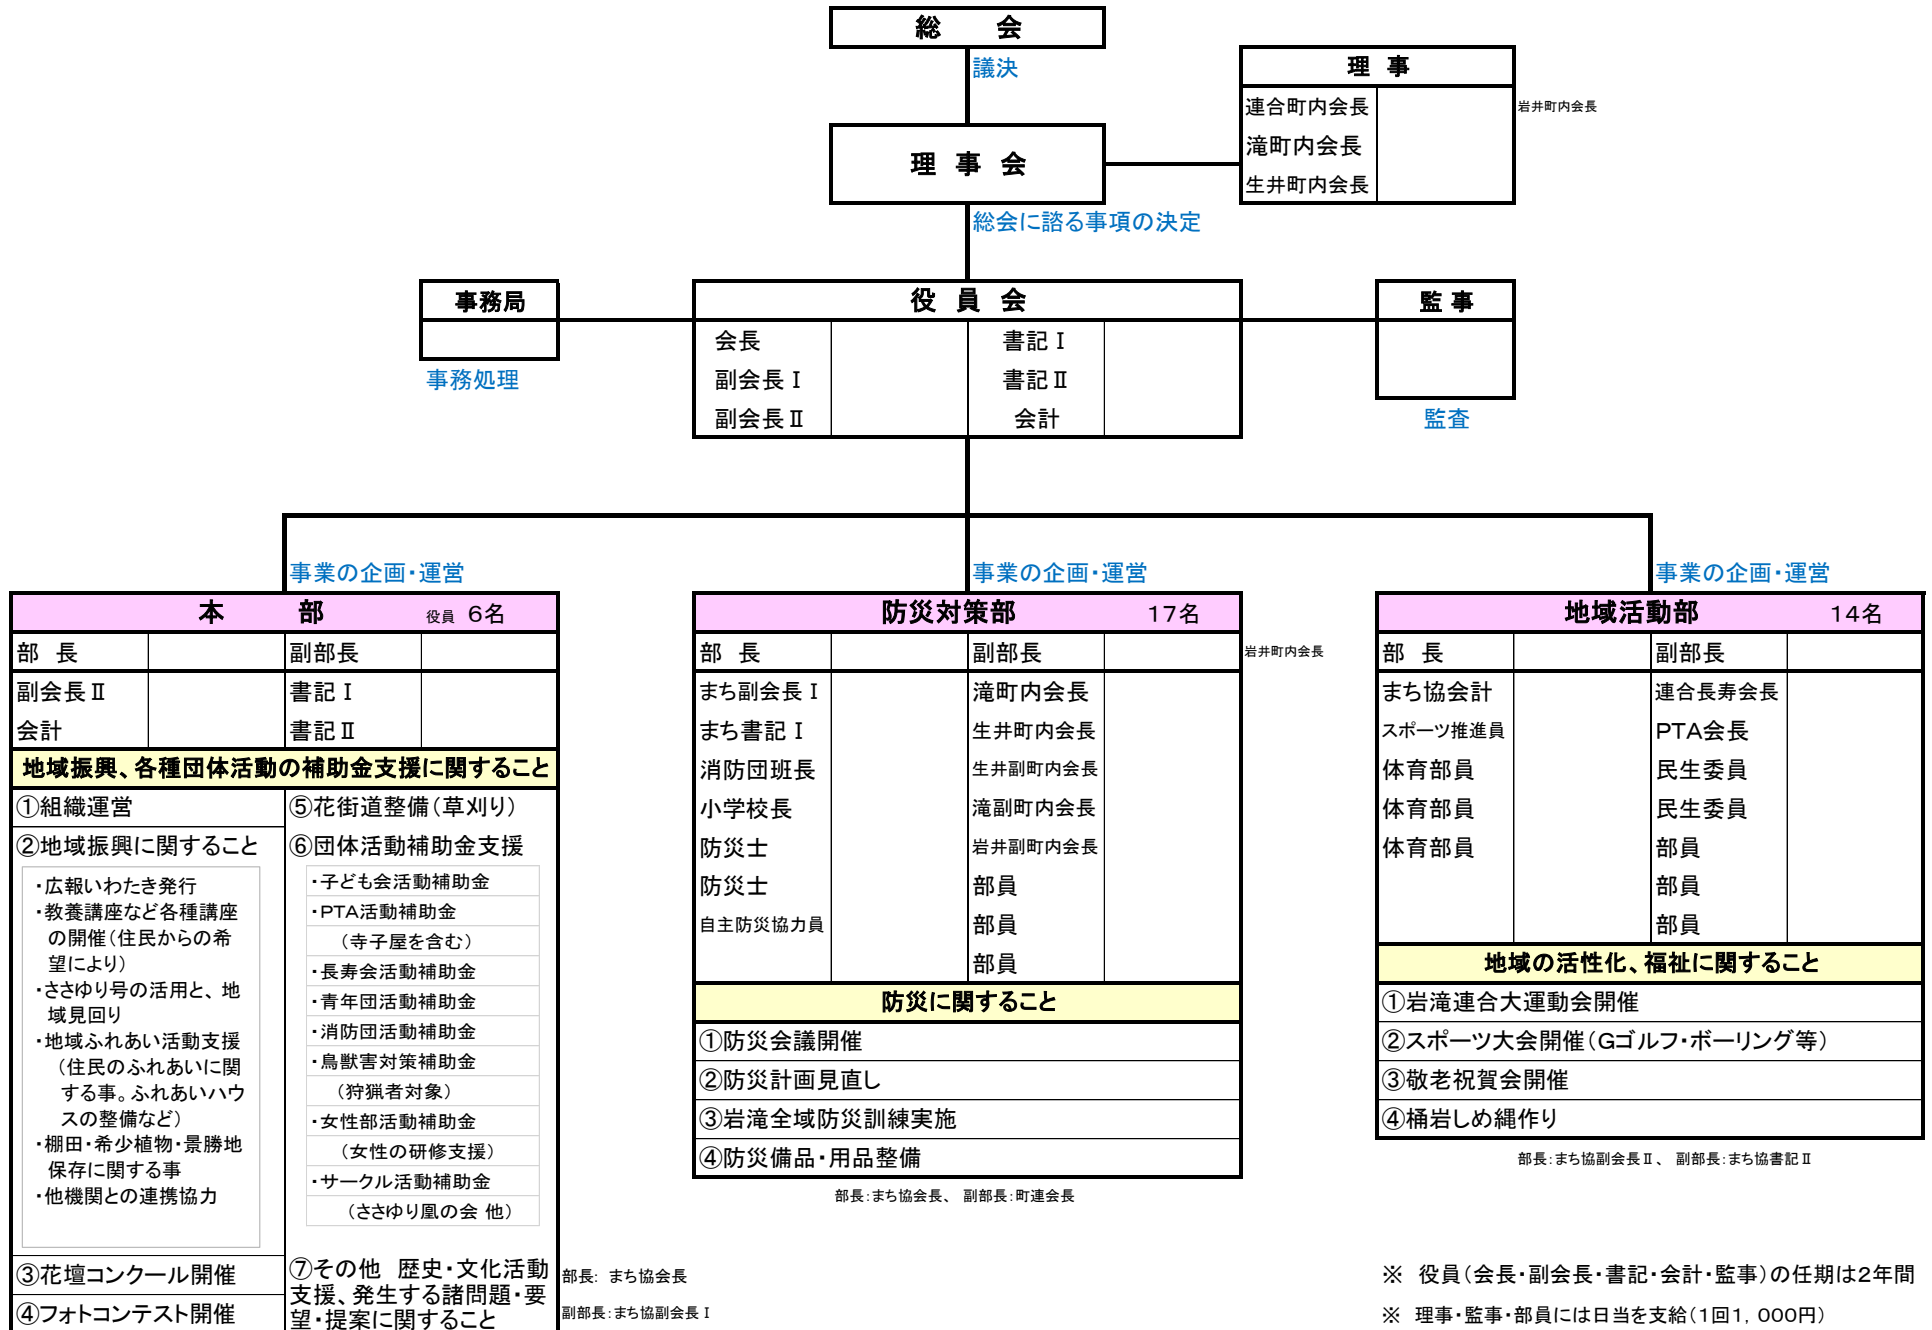 総　会
議決
理 事
連合町内会長
岩井町内会長
滝町内会長
生井町内会長
理 事 会
総会に諮る事項の決定
事務局
事務処理
役 員 会
会長
書記Ⅰ
副会長Ⅰ
書記Ⅱ
副会長Ⅱ
会計
監 事
監査
事業の企画・運営
本　　部　役員 6名
部 長
副部長
副会長Ⅱ
書記Ⅰ
会計
書記Ⅱ
地域振興、各種団体活動の補助金支援に関すること
①組織運営
②地域振興に関すること
・広報いわたき発行
・教養講座など各種講座
の開催（住民からの希
望により）
・ささゆり号の活用と、地
域見回り
・地域ふれあい活動支援
（住民のふれあいに関
する事。ふれあいハウ
スの整備など）
・棚田・希少植物・景勝地
保存に関する事
・他機関との連携協力
③花壇コンクール開催
④フォトコンテスト開催
⑤花街道整備（草刈り）
⑥団体活動補助金支援
・子ども会活動補助金
・PTA活動補助金
（寺子屋を含む）
・長寿会活動補助金
・青年団活動補助金
・消防団活動補助金
・鳥獣害対策補助金
（狩猟者対象）
・女性部活動補助金
（女性の研修支援）
・サークル活動補助金
（ささゆり凰の会 他）
⑦その他　歴史・文化活動
支援、発生する諸問題・要
望・提案に関すること
部長： まち協会長
副部長：まち協副会長Ⅰ
事業の企画・運営
防災対策部　17名
部 長
副部長
岩井町内会長
まち副会長Ⅰ
滝町内会長
まち書記Ⅰ
生井町内会長
消防団班長
生井副町内会長
小学校長
滝副町内会長
防災士
岩井副町内会長
防災士
部員
自主防災協力員
部員
部員
防災に関すること
①防災会議開催
②防災計画見直し
③岩滝全域防災訓練実施
④防災備品・用品整備
部長：まち協会長、 副部長：町連会長
事業の企画・運営
地域活動部　14名
部 長
副部長
まち協会計
連合長寿会長
スポーツ推進員
PTA会長
体育部員
民生委員
体育部員
民生委員
体育部員
部員
部員
部員
地域の活性化、福祉に関すること
①岩滝連合大運動会開催
②スポーツ大会開催（Gゴルフ・ボーリング等）
③敬老祝賀会開催
④桶岩しめ縄作り
部長：まち協副会長Ⅱ、 副部長：まち協書記Ⅱ
※ 役員（会長・副会長・書記・会計・監事）の任期は2年間
※ 理事・監事・部員には日当を支給（1回1，000円）